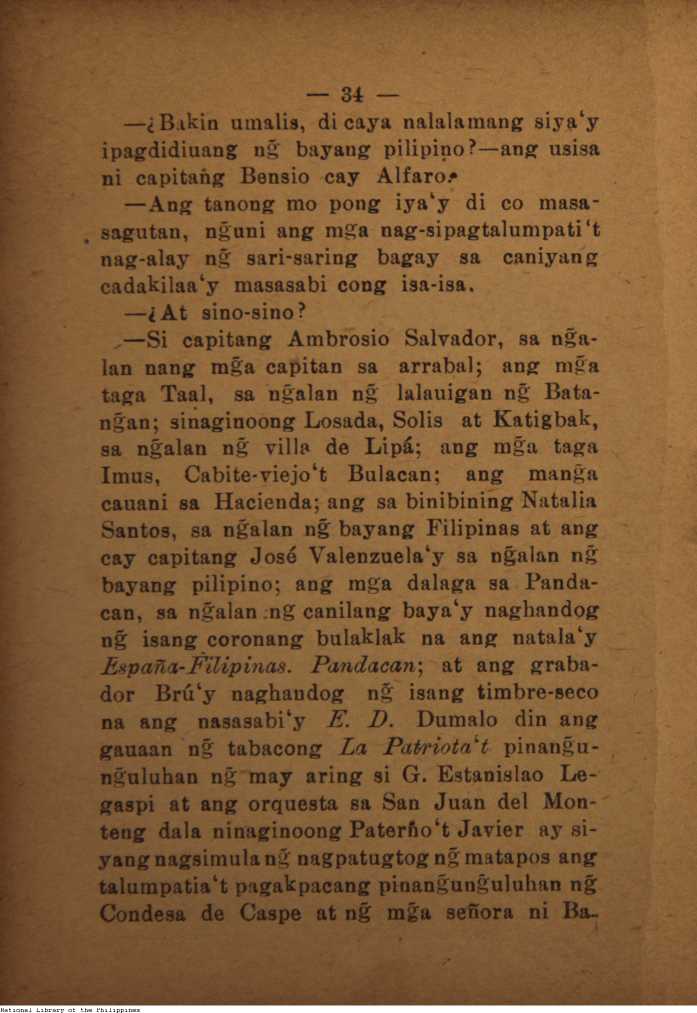 — 34 —
—¿Bakin umalis, di caya nalalamang siya‘y
ipagdidiuang ng̃ bayang pilipino?—ang usisa
ni capitang Bensio cay Alfaro.
—Ang tanong mo pong iya‘y di co masa-
sagutan, ng̃uni ang mga nag-sipagtalumpati‘t
nag-alay ng̃ sari-saring bagay sa caniyang
cadakilaa‘y masasabi cong isa-isa.
—¿At sino-sino?
—Si capitang Ambrosio Salvador, sa ng̃a-
lan nang mg̃a capitan sa arrabal; ang mg̃a
taga Taal, sa ng̃alan ng̃ lalauigan ng̃ Bata-
ng̃an; sinaginoong Losada, Solis at Katigbak,
sa ng̃alan ng̃ villa de Lipá; ang mg̃a taga
Imus, Cabite-viejo‘t Bulacan; ang mang̃a
cauani sa Hacienda; ang sa binibining Natalia
Santos, sa ng̃alan ng̃ bayang Filipinas at ang
cay capitang José Valenzuela‘y sa ng̃alan ng̃
bayang pilipino; ang mga dalaga sa Panda-
can, sa ng̃alan ng canilang baya‘y naghandog
ng̃ isang coronang bulaklak na ang natala‘y
España-Filipinas. Pandacan; at ang graba-
dor Brú‘y naghandog ng̃ isang timbre-seco
na ang nasasabi‘y E. D. Dumalo din ang
gauaan ng̃ tabacong La Patriota‘t pinang̃u-
ng̃uluhan ng̃ may aring si G. Estanislao Le-
gaspi at ang orquesta sa San Juan del Mon-
teng dala ninaginoong Paterño‘t Javier ay si-
yang nagsimula ng̃ nagpatugtog ng̃ matapos ang
talumpatia‘t pagakpacang pinang̃ung̃uluhan ng̃
Condesa de Caspe at ng̃ mg̃a señora ni Ba-
National Library of the Philippines